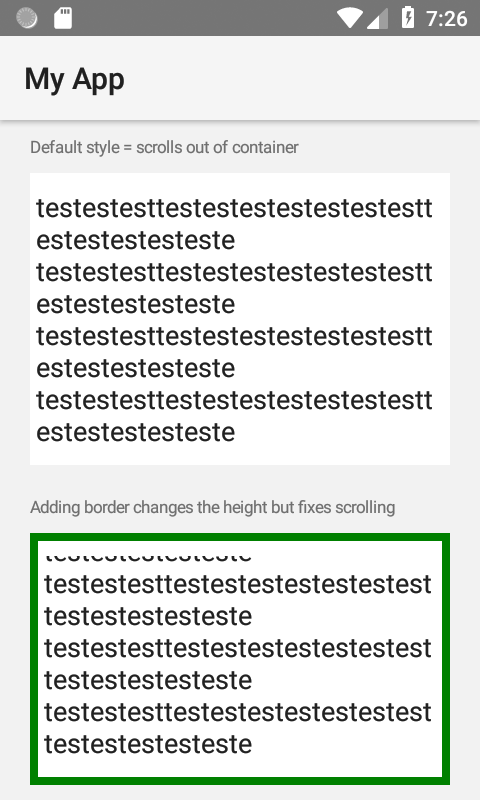 7:26
My App
Default style = scrolls out of container
testestesttestestestestestestestt
estestestesteste
testestesttestestestestestestestt
estestestesteste
testestesttestestestestestestestt
estestestesteste
testestesttestestestestestestestt
estestestesteste
Adding border changes the height but fixes scrolling
testestesttestestestestestestest
testestestesteste
testestesttestestestestestestest
testestestesteste
testestesttestestestestestestest
testestestesteste